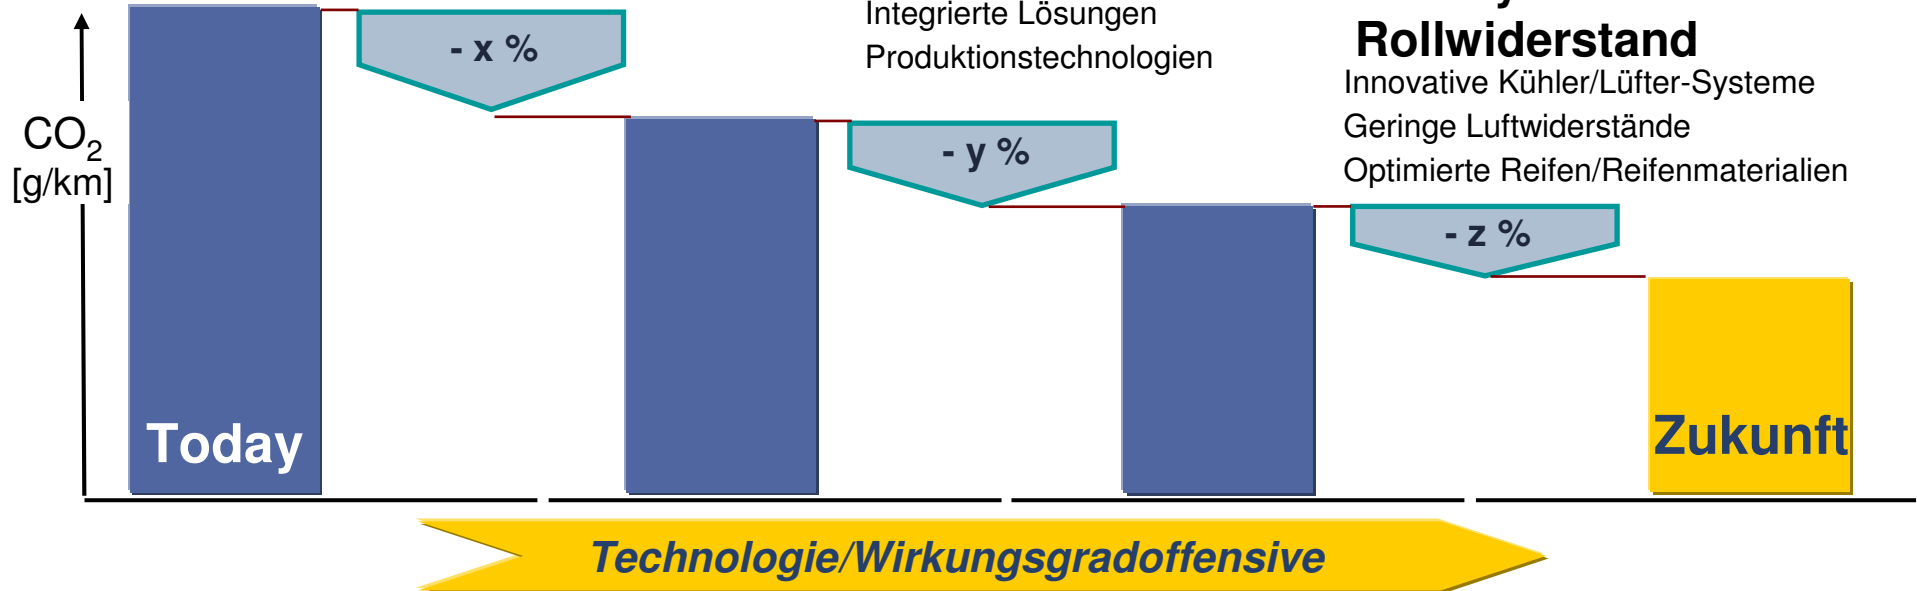 Integrierte Lösungen
Produktionstechnologien
Rollwiderstand
Innovative Kühler/Lüfter-Systeme
Geringe Luftwiderstände
Optimierte Reifen/Reifenmaterialien
- x %
- y %
- z %
CO₂
[g/km]
Today
Zukunft
Technologie/Wirkungsgradoffensive